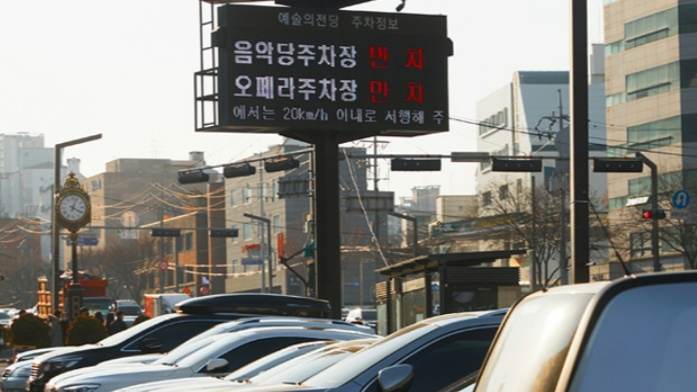 예술의전당 주차정보
음악당주차장 만 차
오페라주차장 만 차
에서는 20km/h 이내로 서행해 주